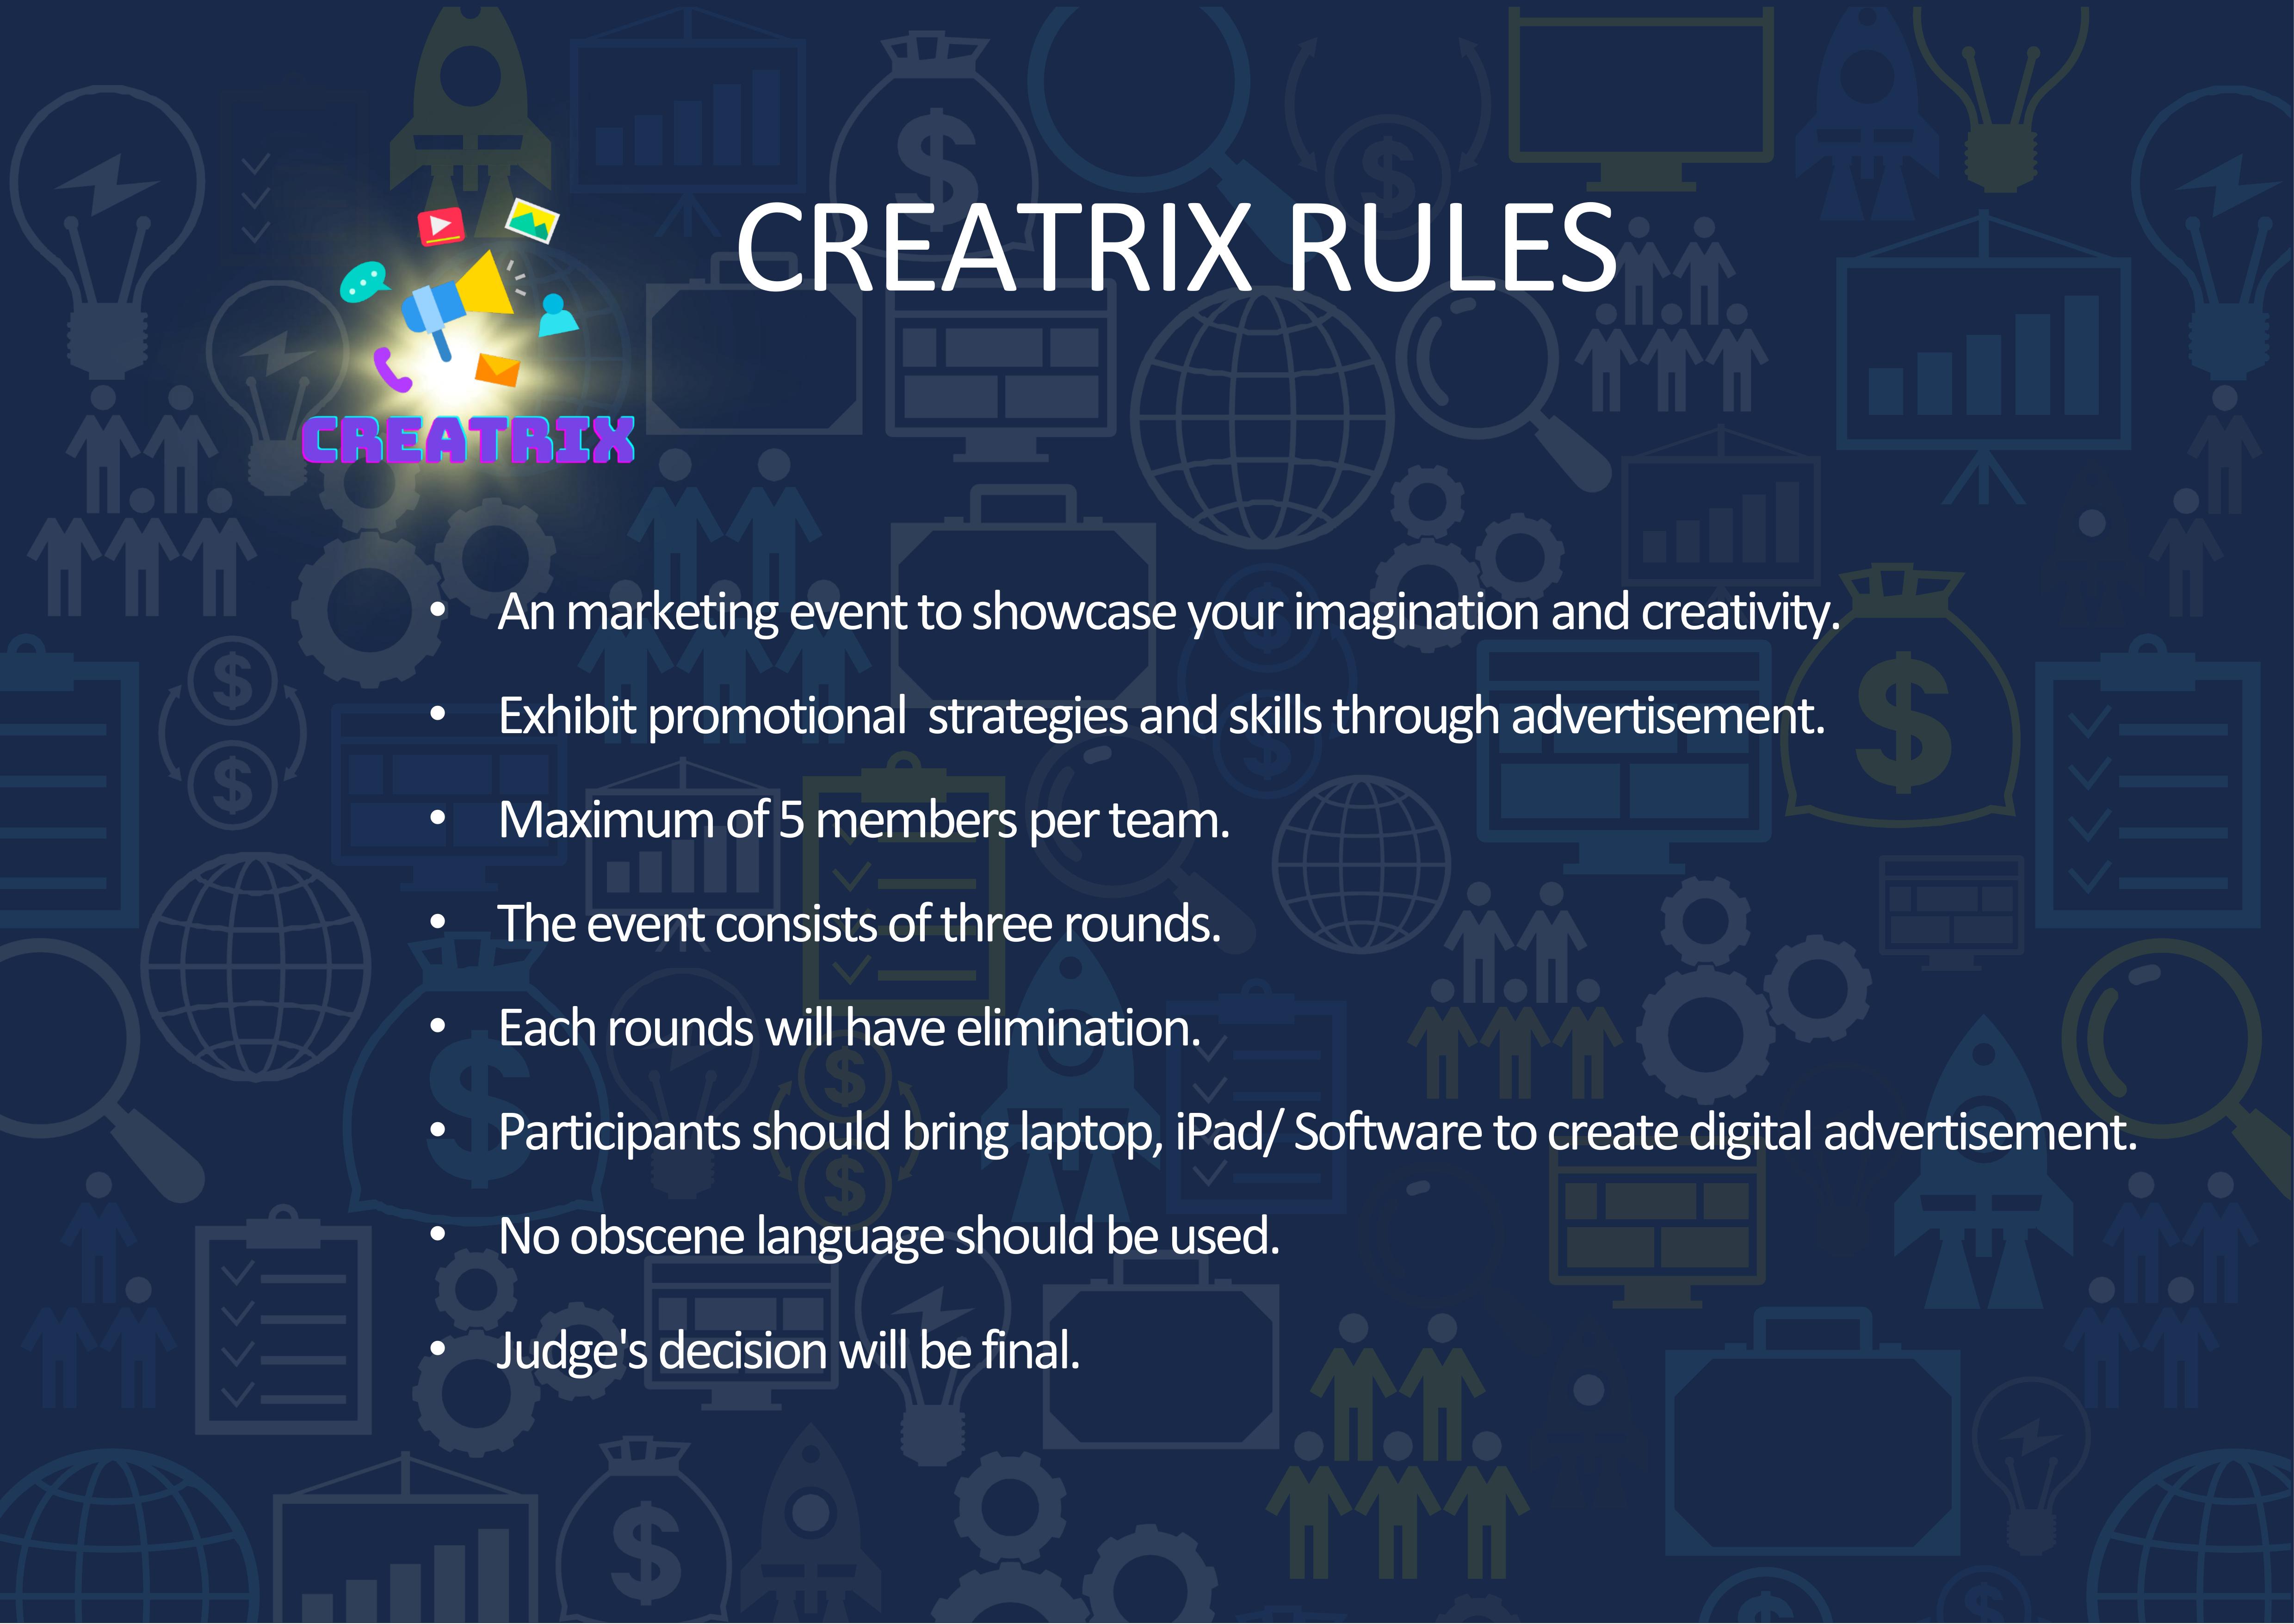 CREATRIX RULES
CREATRIX
• An marketing event to showcase your imagination and creativity.
• Exhibit promotional  strategies and skills through advertisement.
• Maximum of 5 members per team.
• The event consists of three rounds.
• Each rounds will have elimination.
• Participants should bring laptop, iPad/ Software to create digital advertisement.
• No obscene language should be used.
• Judge's decision will be final.